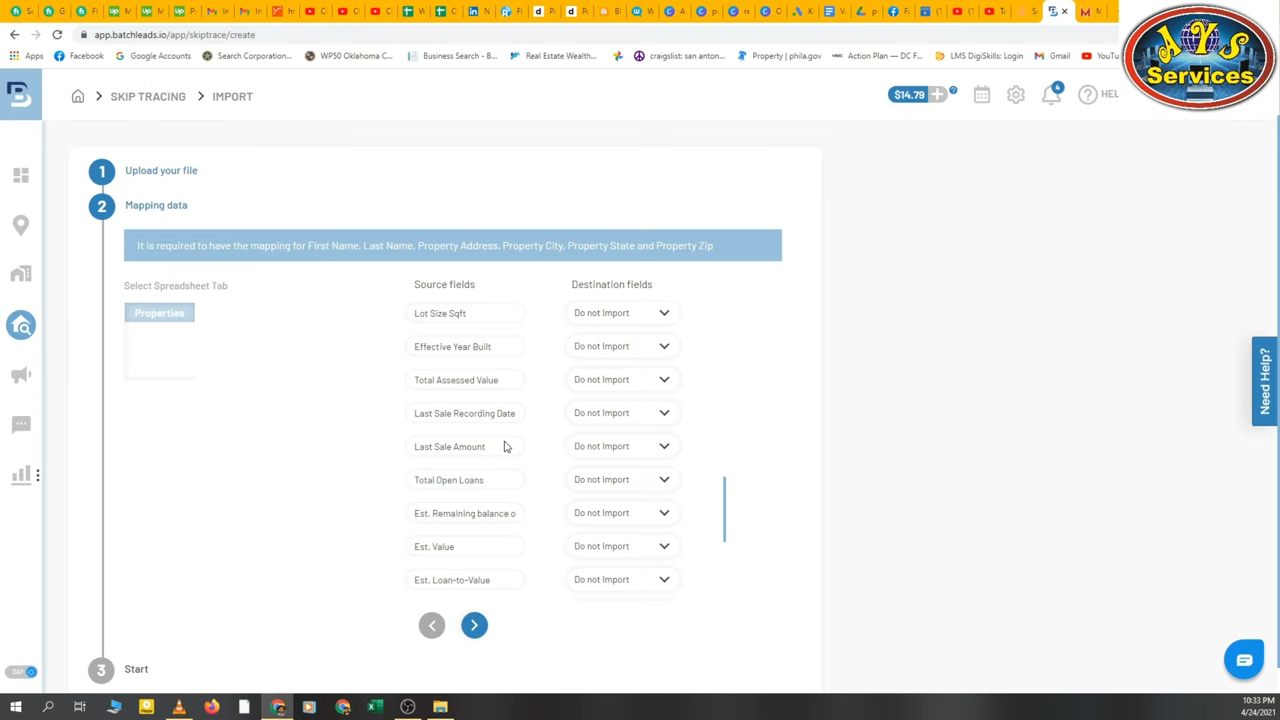 app.batchleads.io/app/skiptrace/create
Apps
Facebook
Google Accounts
Search Corporation...
WP50 Oklahoma C...
Business Search - B...
Real Estate Wealth...
craigslist: san anton...
Property | phila.gov
Action Plan — DC F...
LMS DigiSkills: Login
Gmail
AYS
Services
SKIP TRACING
IMPORT
$14.79
4
HEL
1
Upload your file
2
Mapping data
It is required to have the mapping for First Name, Last Name, Property Address, Property City, Property State and Property Zip
Select Spreadsheet Tab
Source fields
Destination fields
Properties
Lot Size Sqft
Do not Import
Effective Year Built
Do not Import
Total Assessed Value
Do not Import
Last Sale Recording Date
Do not Import
Last Sale Amount
Do not Import
Total Open Loans
Do not Import
Est. Remaining balance o
Do not Import
Est. Value
Do not Import
Est. Loan-to-Value
Do not Import
Need Help?
3
Start
DAY
10:33 PM
4/24/2021